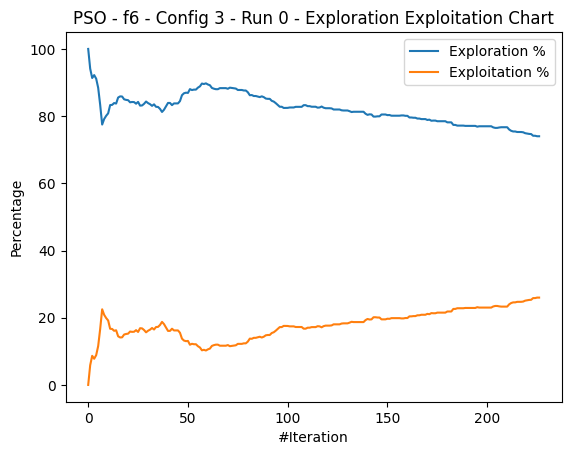 PSO - f6 - Config 3 - Run 0 - Exploration Exploitation Chart
Exploration %
Exploitation %
Percentage
100
80
60
40
20
0
0
50
100
150
200
#Iteration